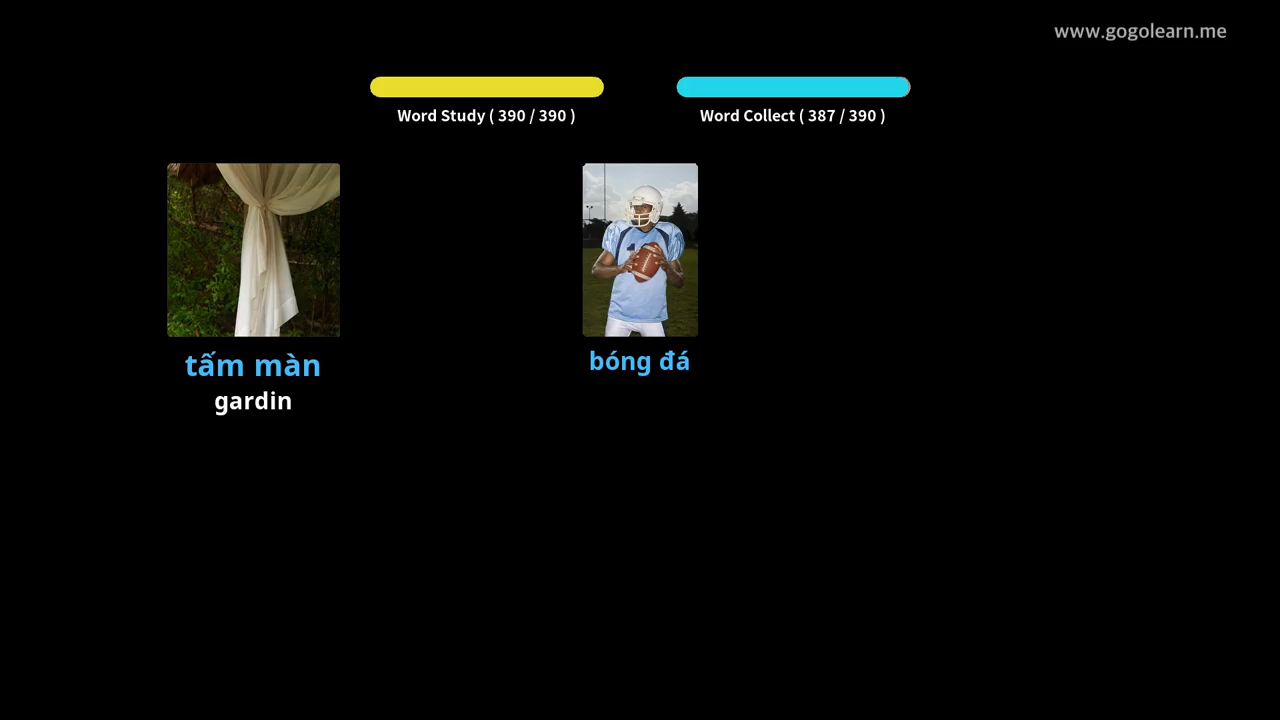 www.gogolearn.me
Word Study ( 390 / 390 )
Word Collect ( 387 / 390 )
tấm màn
gardin
bóng đá